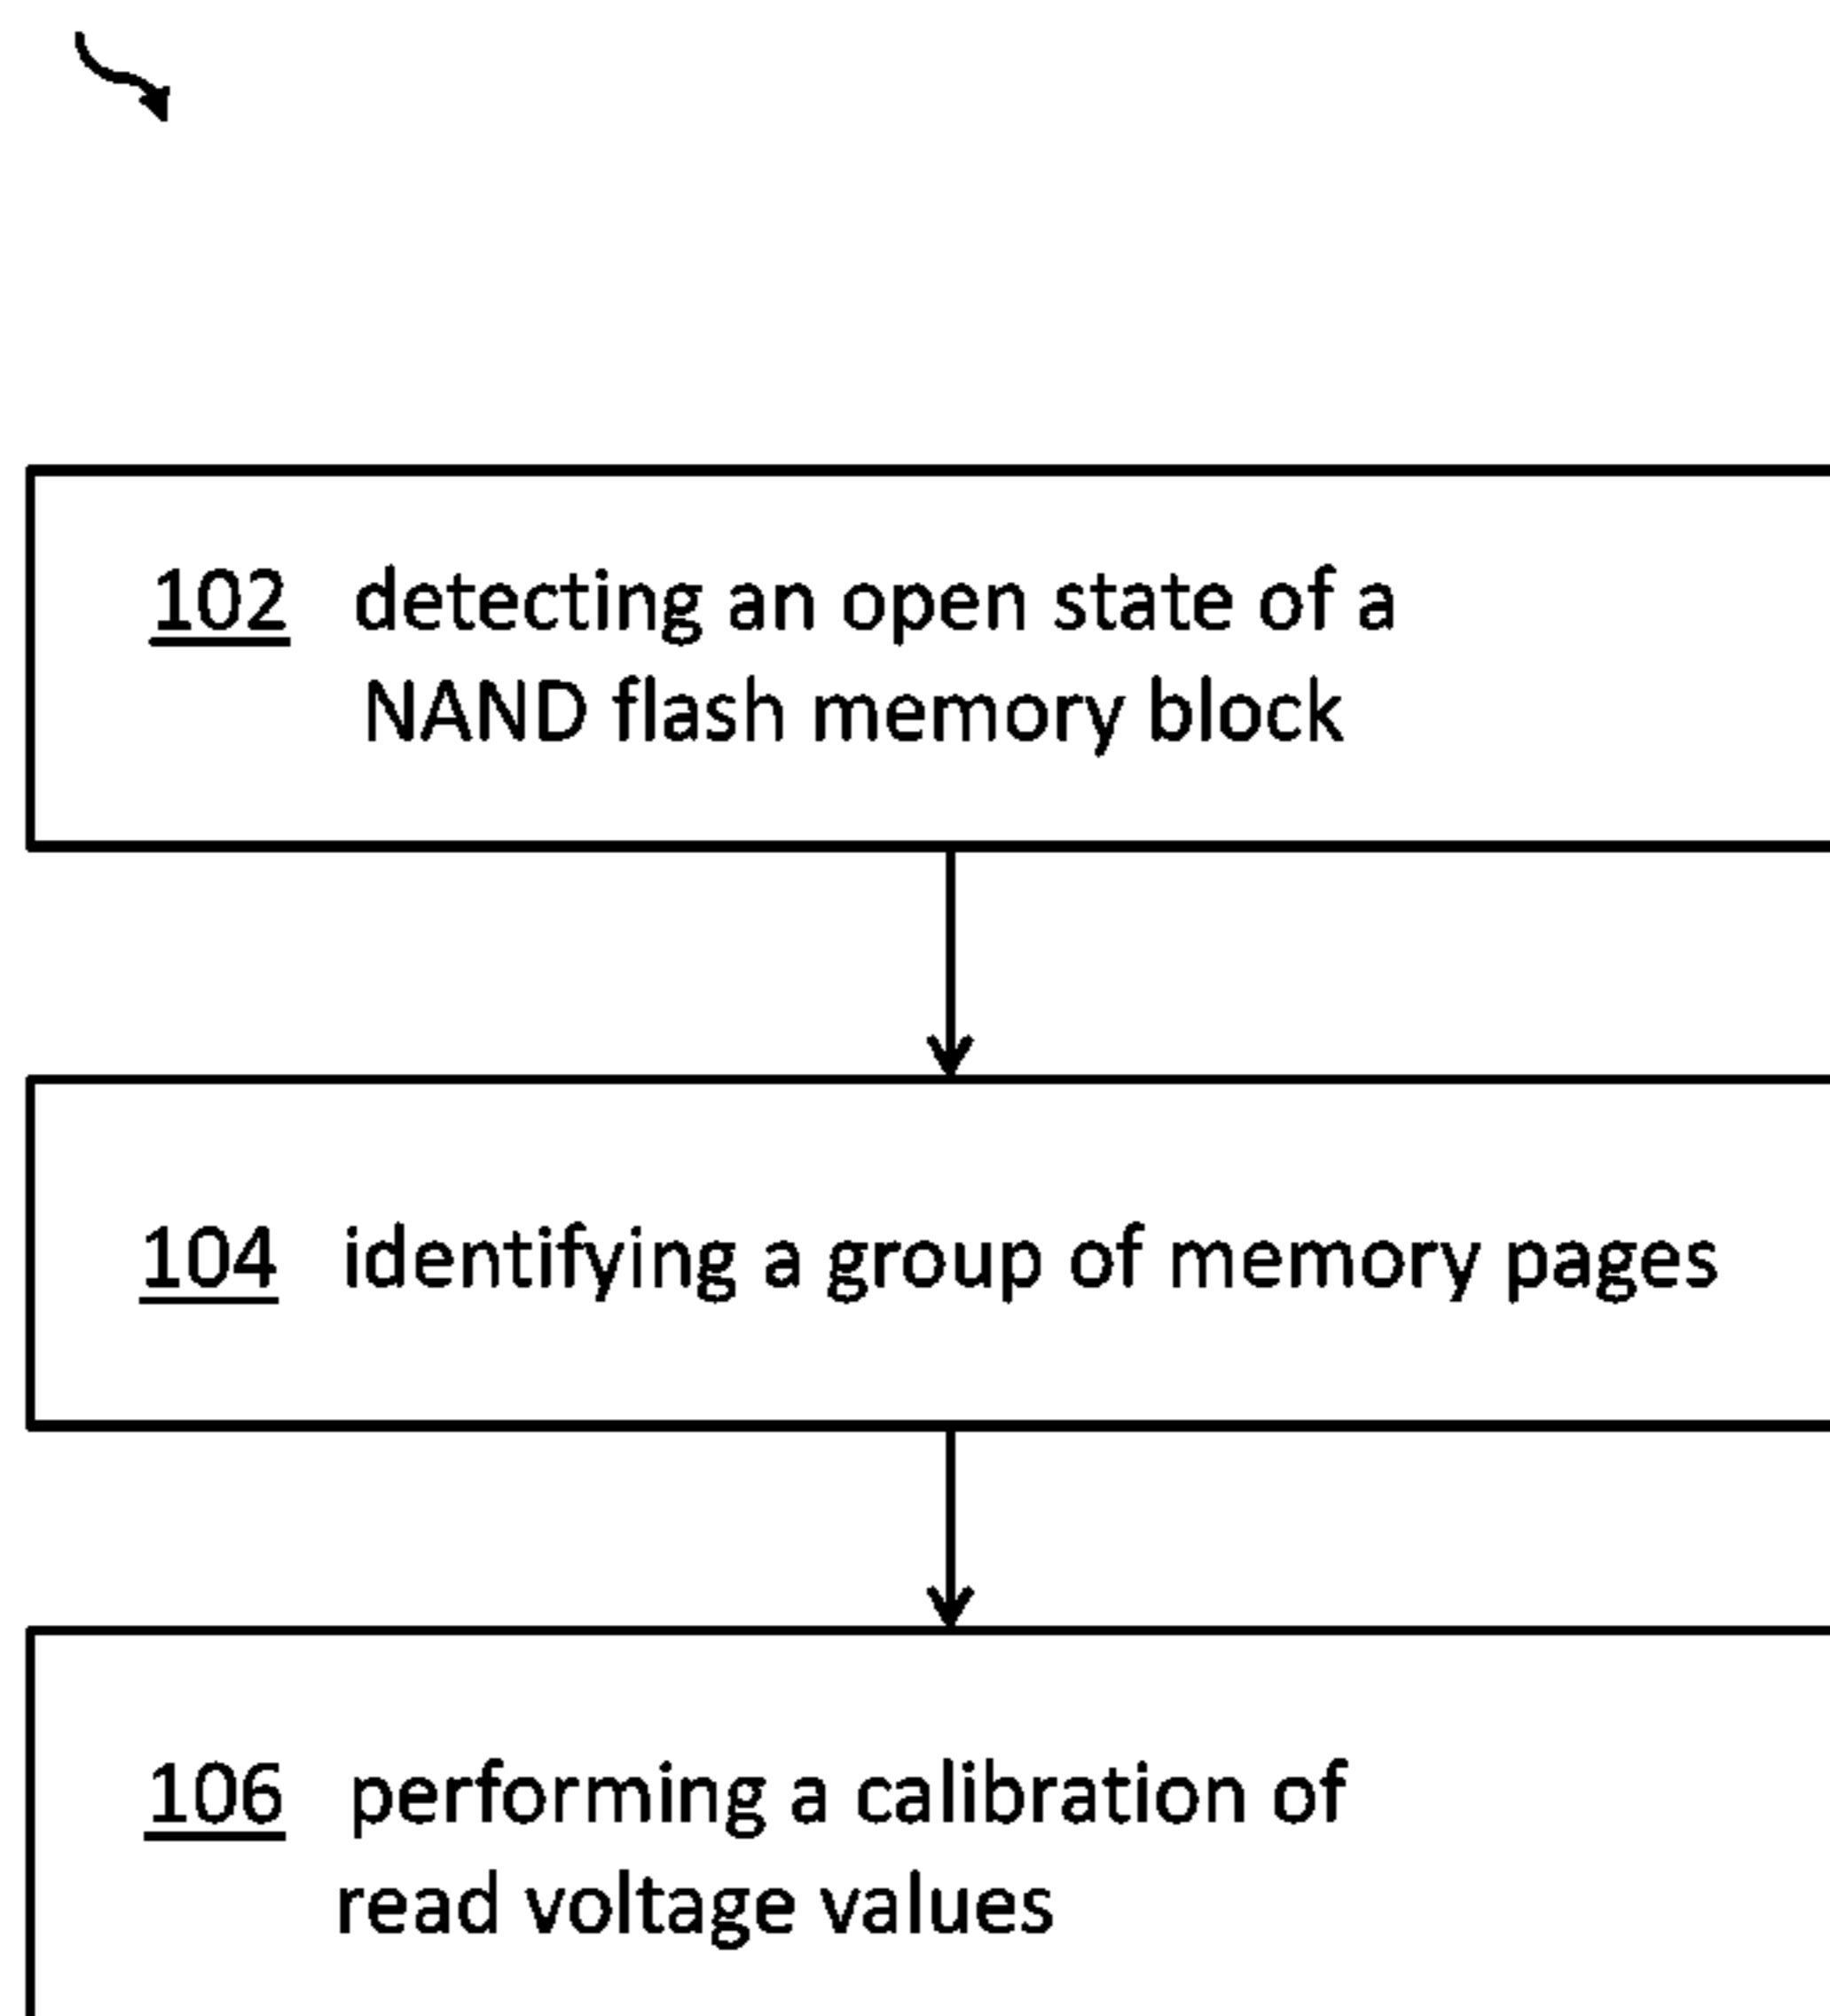 102 detecting an open state of a
NAND flash memory block
104 identifying a group of memory pages
106 performing a calibration of
read voltage values